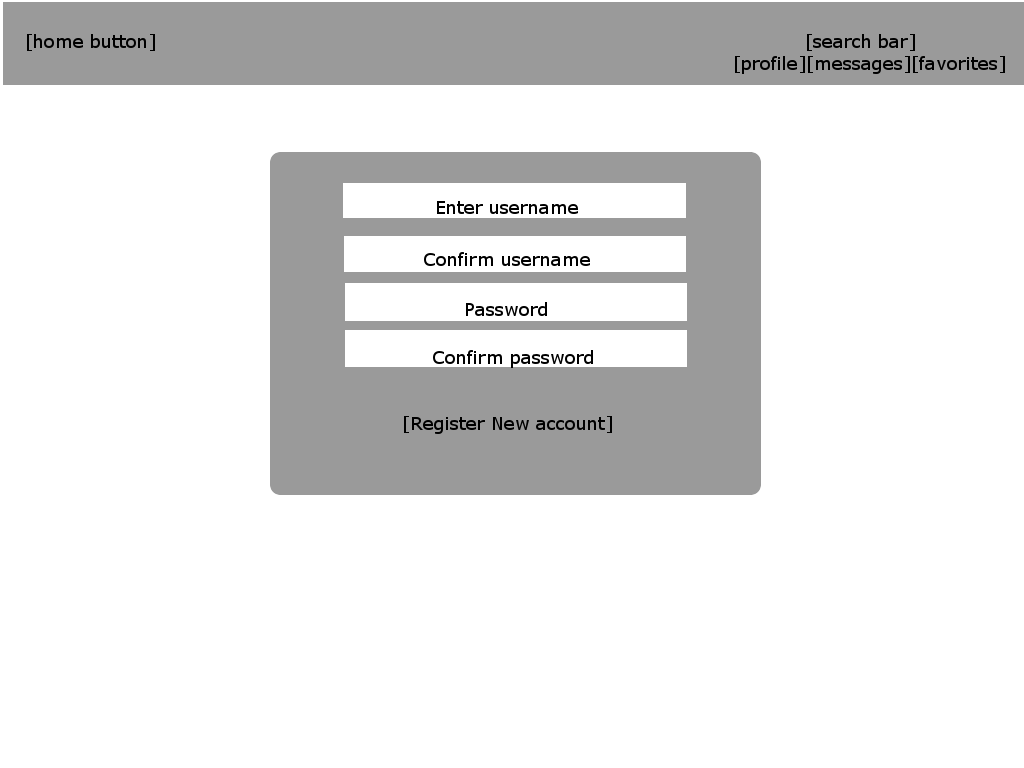 [home button]
[search bar]
[profile][messages][favorites]
Enter username
Confirm username
Password
Confirm password
[Register New account]